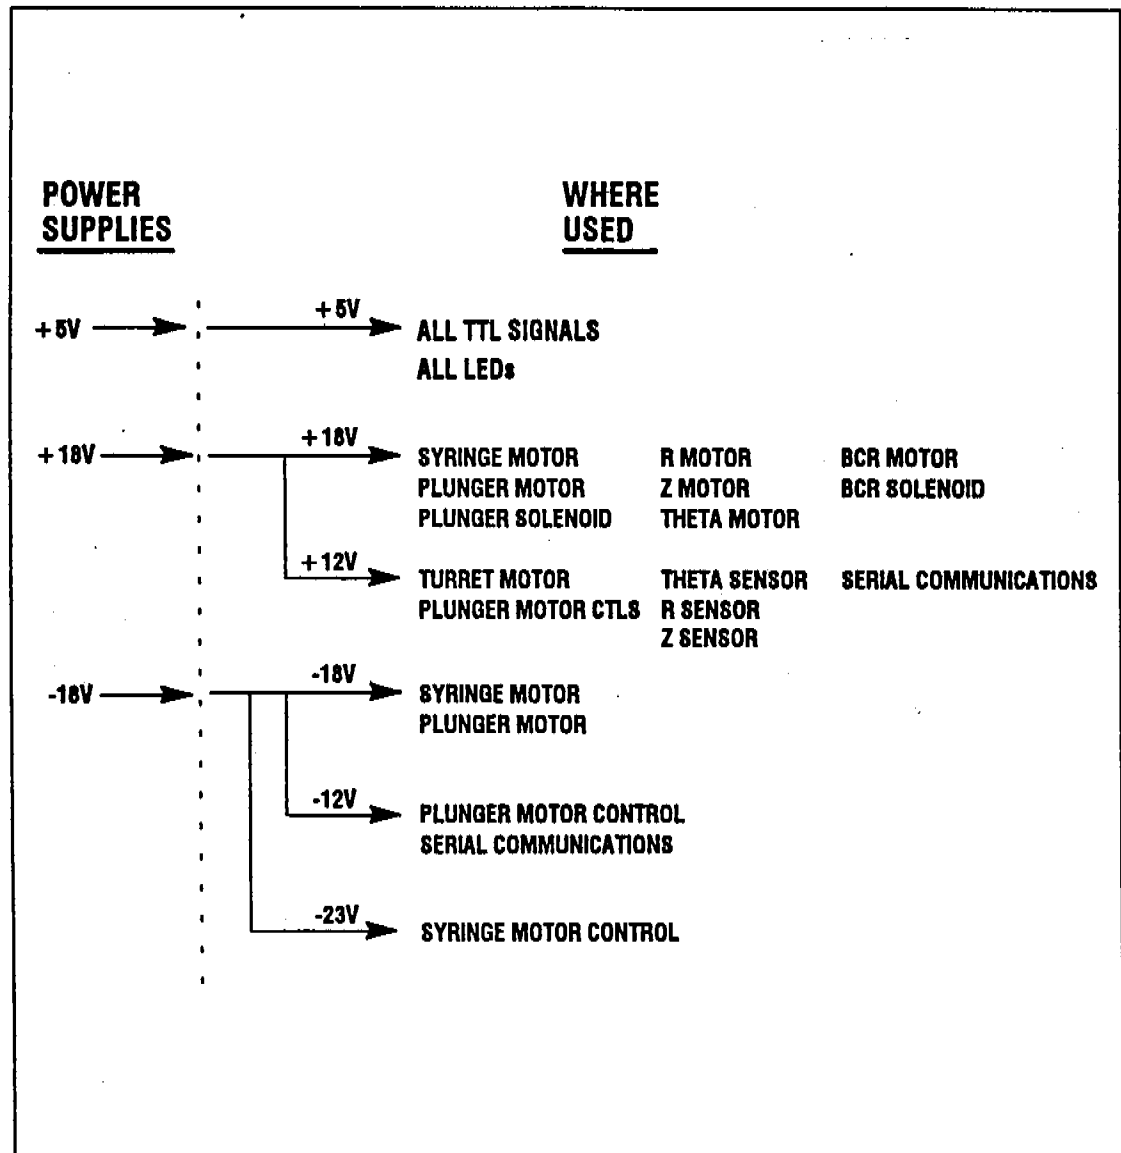 POWER
SUPPLIES
WHERE
USED
+5V
+5V
ALL TTL SIGNALS
ALL LEDs
+18V
+18V
SYRINGE MOTOR R MOTOR BCR MOTOR
PLUNGER MOTOR Z MOTOR BCR SOLENOID
PLUNGER SOLENOID THETA MOTOR
+12V
TURRET MOTOR THETA SENSOR SERIAL COMMUNICATIONS
PLUNGER MOTOR CTLS R SENSOR
Z SENSOR
-18V
-18V
SYRINGE MOTOR
PLUNGER MOTOR
-12V
PLUNGER MOTOR CONTROL
SERIAL COMMUNICATIONS
-23V
SYRINGE MOTOR CONTROL